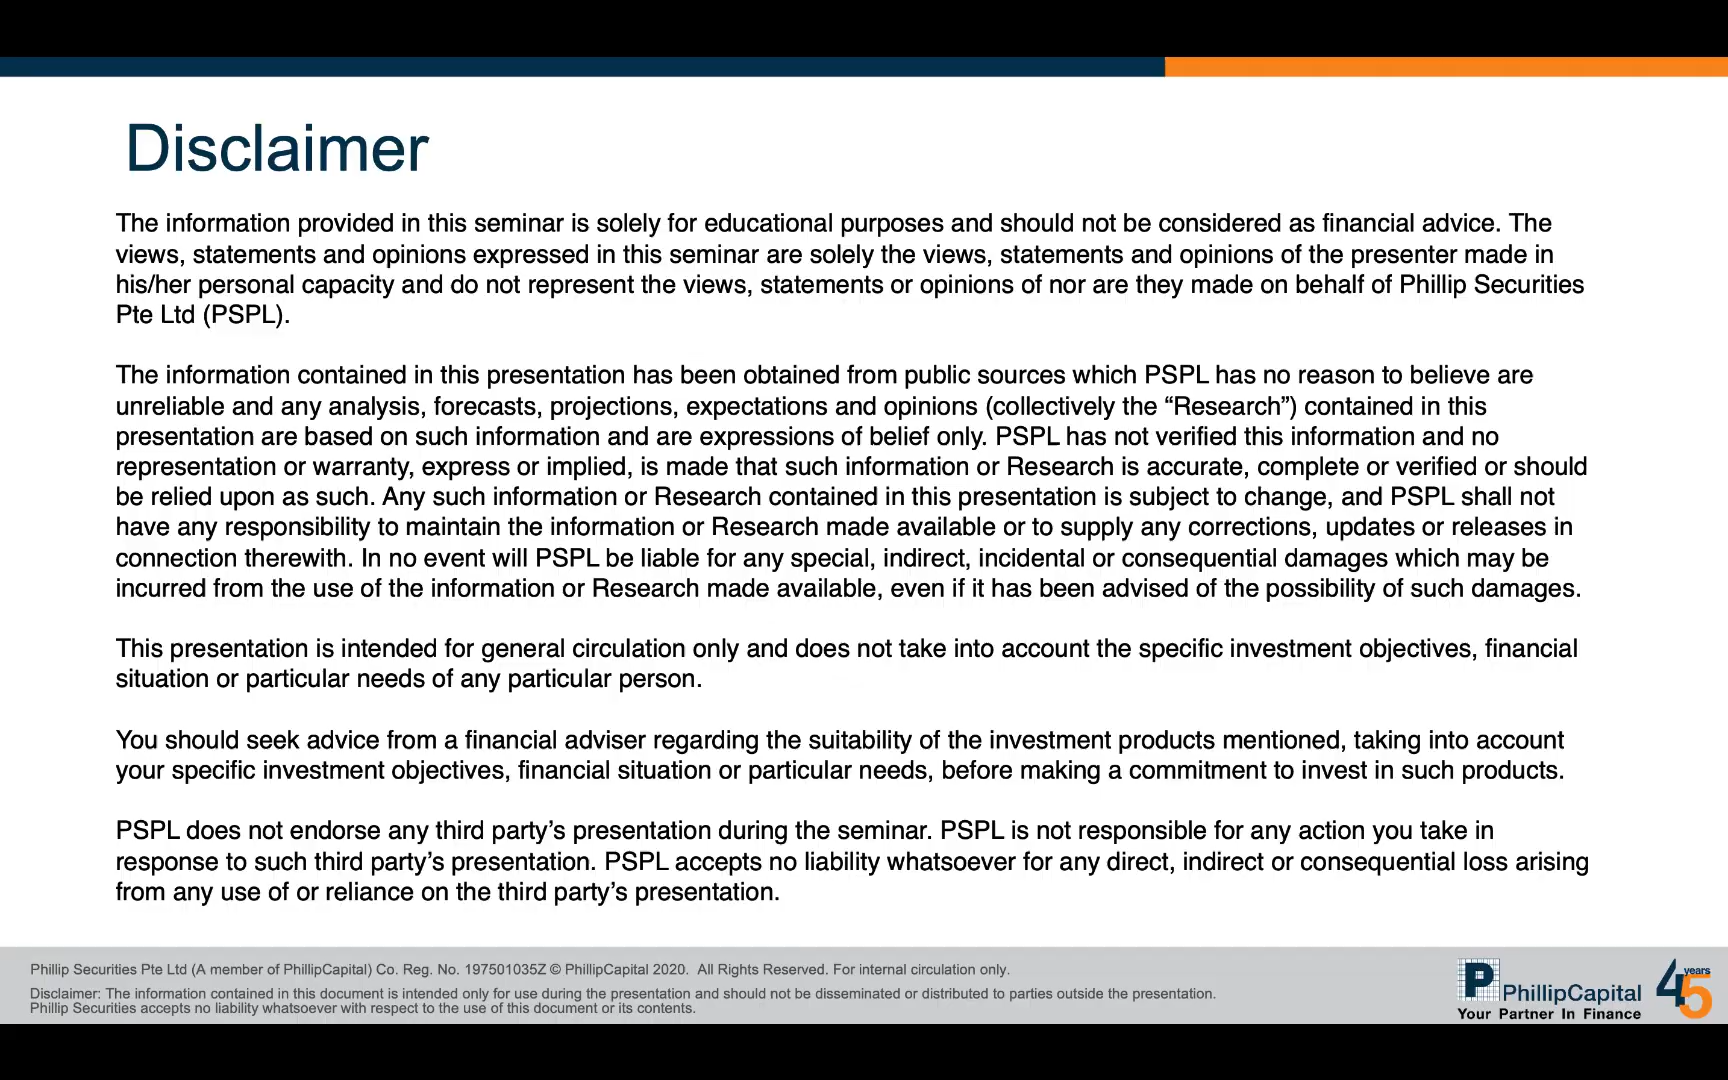 Disclaimer
The information provided in this seminar is solely for educational purposes and should not be considered as financial advice. The
views, statements and opinions expressed in this seminar are solely the views, statements and opinions of the presenter made in
his/her personal capacity and do not represent the views, statements or opinions of nor are they made on behalf of Phillip Securities
Pte Ltd (PSPL).
The information contained in this presentation has been obtained from public sources which PSPL has no reason to believe are
unreliable and any analysis, forecasts, projections, expectations and opinions (collectively the “Research”) contained in this
presentation are based on such information and are expressions of belief only. PSPL has not verified this information and no
representation or warranty, express or implied, is made that such information or Research is accurate, complete or verified or should
be relied upon as such. Any such information or Research contained in this presentation is subject to change, and PSPL shall not
have any responsibility to maintain the information or Research made available or to supply any corrections, updates or releases in
connection therewith. In no event will PSPL be liable for any special, indirect, incidental or consequential damages which may be
incurred from the use of the information or Research made available, even if it has been advised of the possibility of such damages.
This presentation is intended for general circulation only and does not take into account the specific investment objectives, financial
situation or particular needs of any particular person.
You should seek advice from a financial adviser regarding the suitability of the investment products mentioned, taking into account
your specific investment objectives, financial situation or particular needs, before making a commitment to invest in such products.
PSPL does not endorse any third party’s presentation during the seminar. PSPL is not responsible for any action you take in
response to such third party’s presentation. PSPL accepts no liability whatsoever for any direct, indirect or consequential loss arising
from any use of or reliance on the third party’s presentation.
Phillip Securities Pte Ltd (A member of PhillipCapital) Co. Reg. No. 197501035Z © PhillipCapital 2020. All Rights Reserved. For internal circulation only.
Disclaimer: The information contained in this document is intended only for use during the presentation and should not be disseminated or distributed to parties outside the presentation.
Phillip Securities accepts no liability whatsoever with respect to the use of this document or its contents.
P PhillipCapital
Your Partner In Finance
45 years